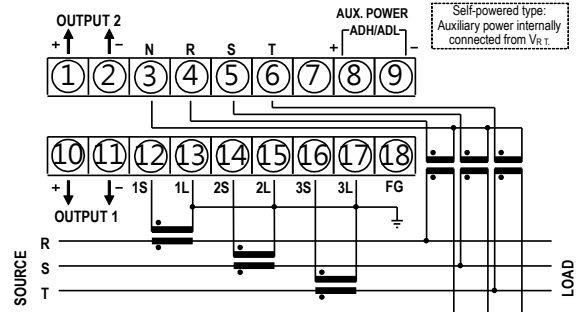 OUTPUT 2
+ −
AUX. POWER
ADH/ADL
+ −
Self-powered type:
Auxiliary power internally
connected from VR T.
N R S T
1 2 3 4 5 6 7 8 9
10 11 12 13 14 15 16 17 18
+ − 1S 1L 2S 2L 3S 3L FG
OUTPUT 1
SOURCE
R
S
T
LOAD